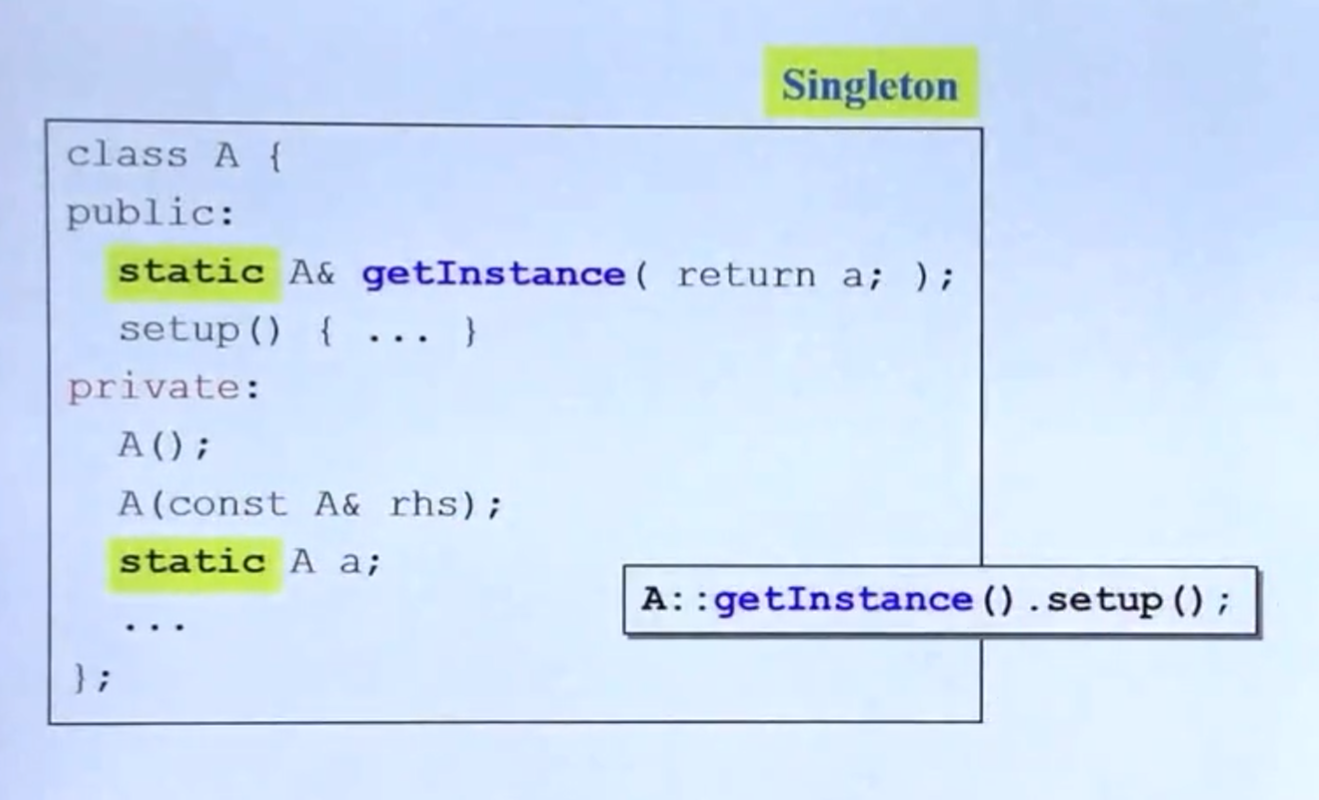 Singleton
class A {
public:
static A& getInstance( return a; );
setup() { ... }
private:
A();
A(const A& rhs);
static A a;
...
};
A::getInstance().setup();